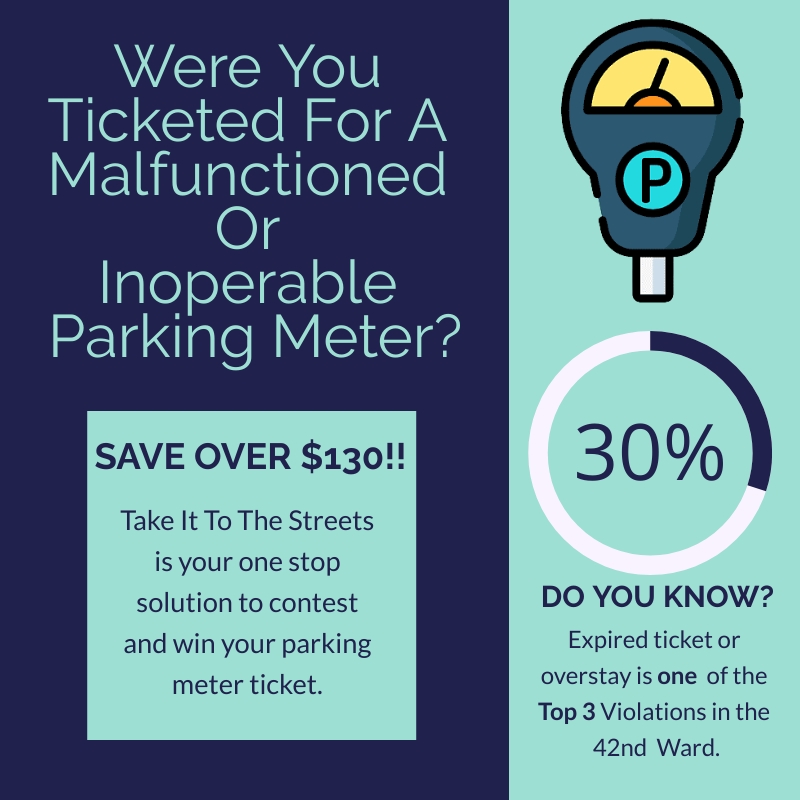 Were You
Ticketed For A
Malfunctioned
Or
Inoperable
Parking Meter?
SAVE OVER $130!!
Take It To The Streets
is your one stop
solution to contest
and win your parking
meter ticket.
P
30%
DO YOU KNOW?
Expired ticket or
overstay is one of the
Top 3 Violations in the
42nd Ward.